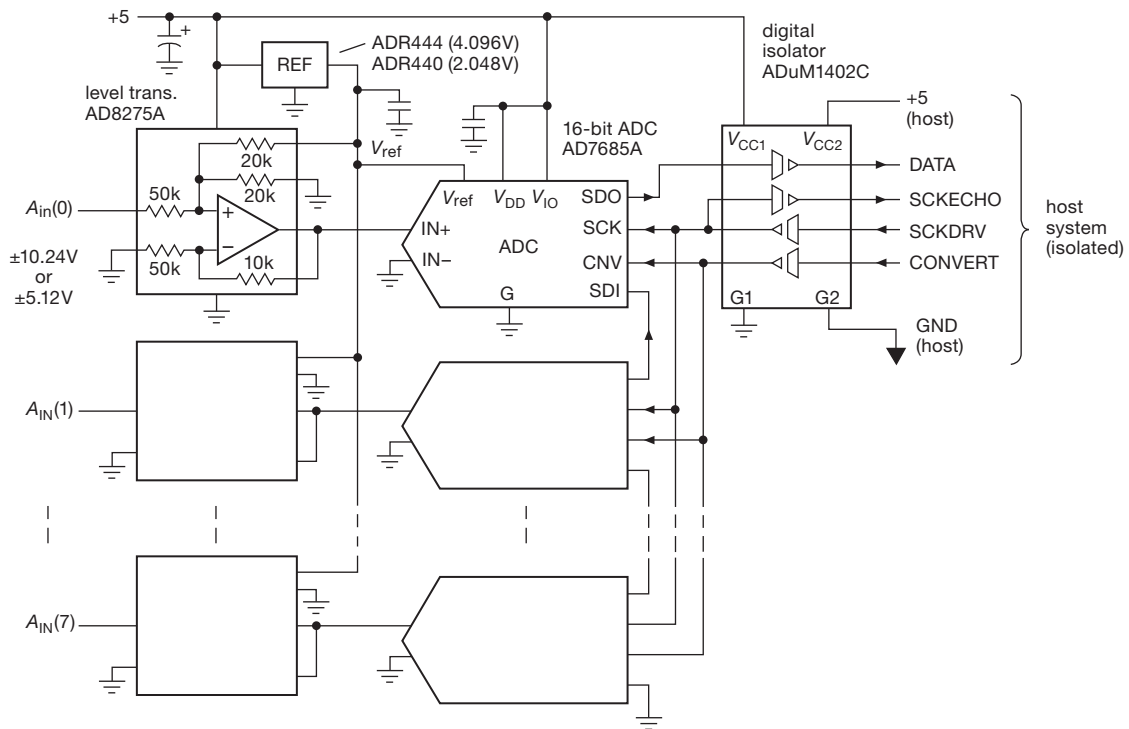 +5
+
REF
ADR444 (4.096V)
ADR440 (2.048V)
digital
isolator
ADuM1402C
level trans.
AD8275A
+5
(host)
16-bit ADC
AD7685A
VCC1
VCC2
Vref
20k
20k
50k
Ain(0)
+
−
50k
10k
±10.24V
or
±5.12V
Vref
VDD
VIO
IN+
IN−
ADC
G
SDO
SCK
CNV
SDI
G1
G2
DATA
SCKECHO
SCKDRV
CONVERT
GND
(host)
host
system
(isolated)
AIN(1)
AIN(7)